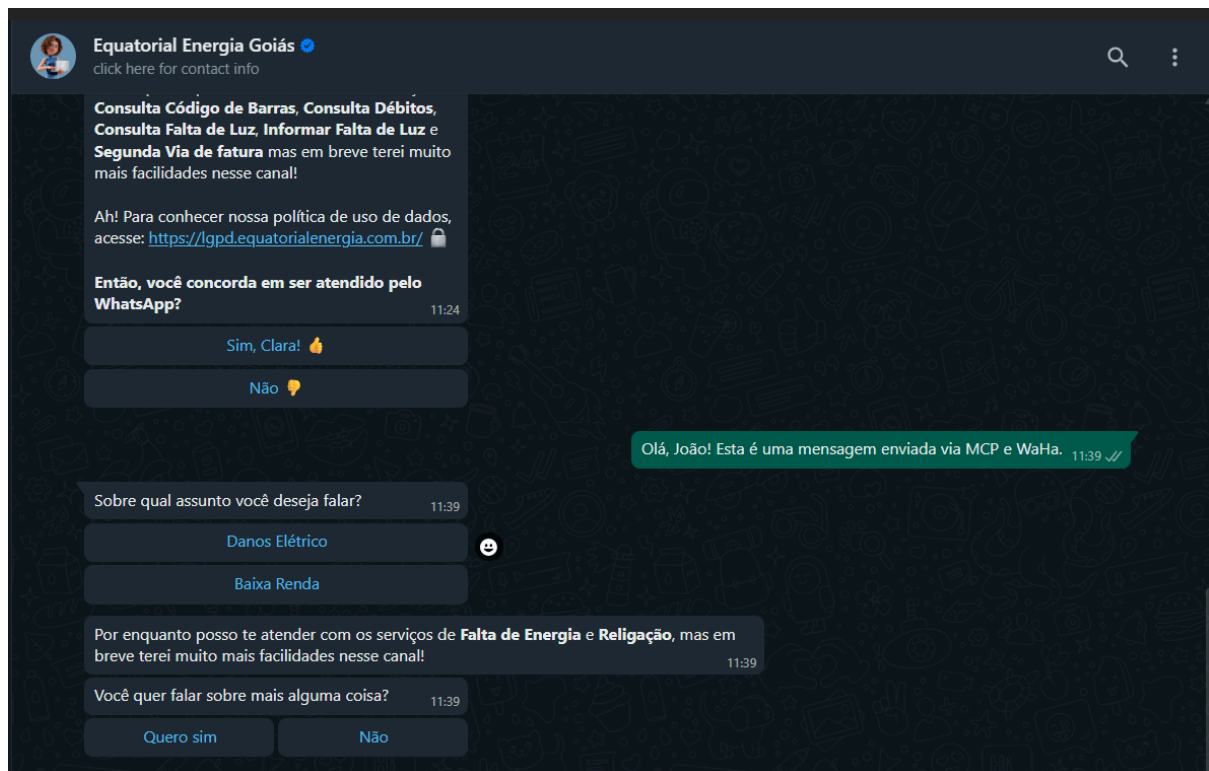 Equatorial Energia Goiás
click here for contact info
Consulta Código de Barras, Consulta Débitos,
Consulta Falta de Luz, Informar Falta de Luz e
Segunda Via de fatura mas em breve terei muito
mais facilidades nesse canal!
Ah! Para conhecer nossa política de uso de dados,
acesse: https://lgpd.equatorialenergia.com.br/ 🔒
Então, você concorda em ser atendido pelo
WhatsApp?
11:24
Sim, Clara! 👍
Não 👎
Olá, João! Esta é uma mensagem enviada via MCP e WaHa. 11:39
Sobre qual assunto você deseja falar? 11:39
Danos Elétrico
Baixa Renda
Por enquanto posso te atender com os serviços de Falta de Energia e Religação, mas em
breve terei muito mais facilidades nesse canal!
11:39
Você quer falar sobre mais alguma coisa? 11:39
Quero sim
Não